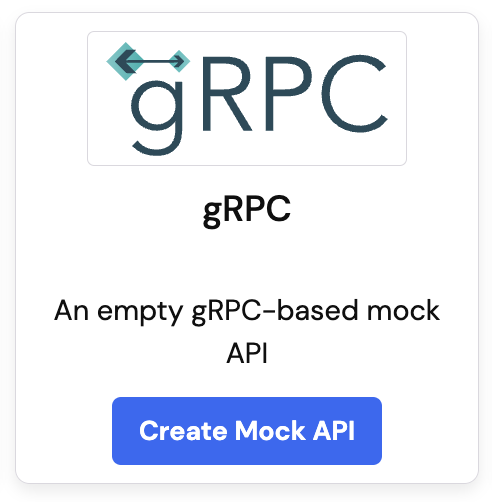 gRPC
gRPC
An empty gRPC-based mock
API
Create Mock API